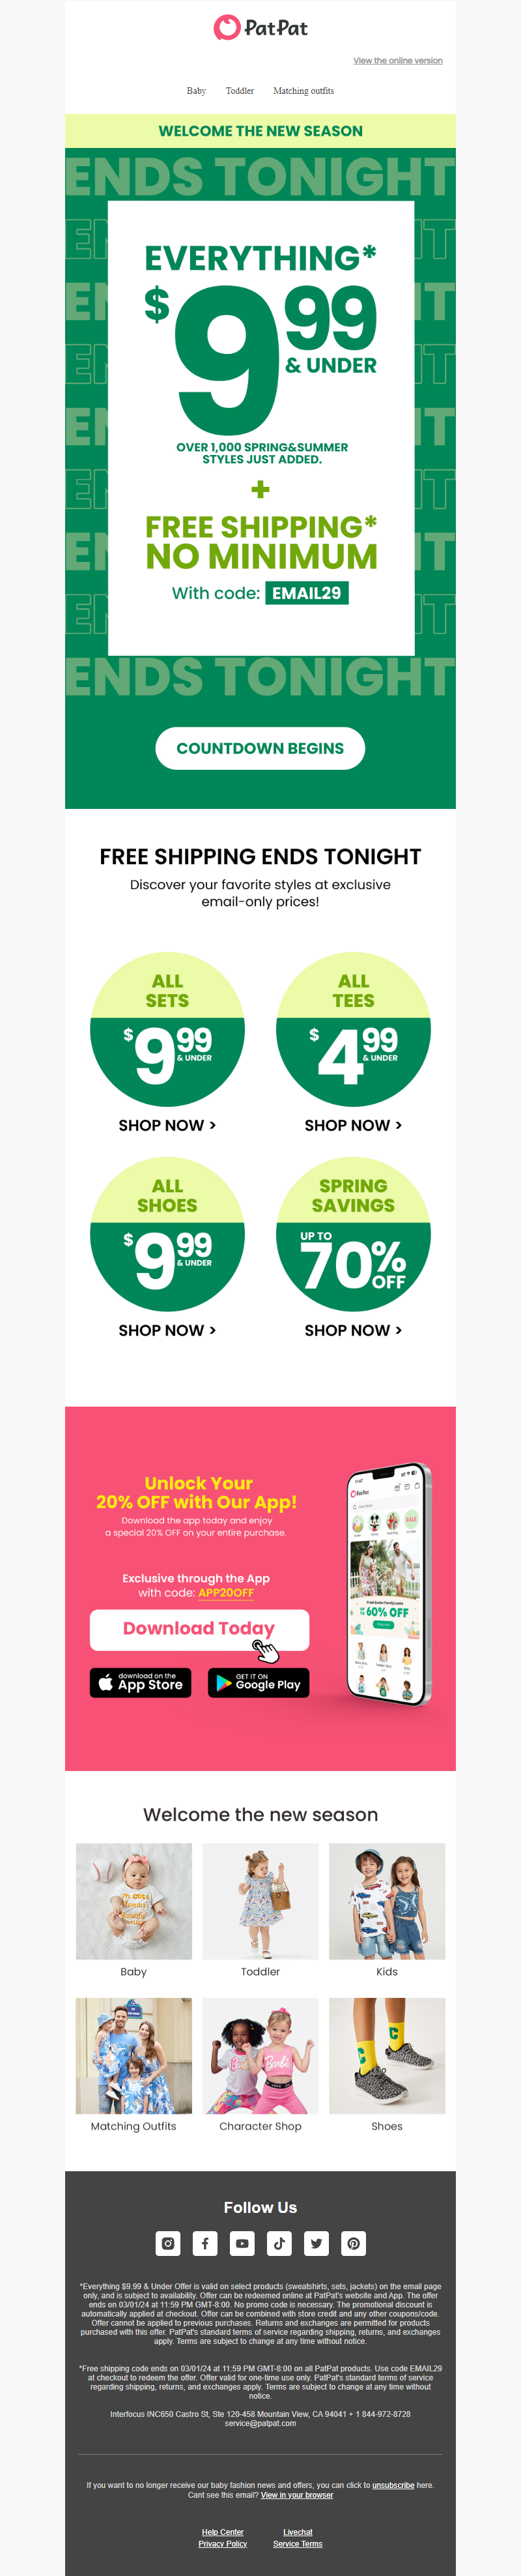 PatPat
View the online version
Baby Toddler Matching outfits
WELCOME THE NEW SEASON
ENDS TONIGHT
EVERYTHING*
$9.99
& UNDER
OVER 1,000 SPRING&SUMMER
STYLES JUST ADDED.
+
FREE SHIPPING*
NO MINIMUM
With code: EMAIL29
ENDS TONIGHT
COUNTDOWN BEGINS
FREE SHIPPING ENDS TONIGHT
Discover your favorite styles at exclusive
email-only prices!
ALL
SETS
$9.99
& UNDER
SHOP NOW >
ALL
TEES
$4.99
& UNDER
SHOP NOW >
ALL
SHOES
$9.99
& UNDER
SHOP NOW >
SPRING
SAVINGS
UP TO
70%
OFF
SHOP NOW >
Unlock Your
20% OFF with Our App!
Download the app today and enjoy
a special 20% OFF on your entire purchase.
Exclusive through the App
with code: APP20OFF
Download Today
download on the
App Store
GET IT ON
Google Play
PatPat
SALE
60% OFF
Welcome the new season
Baby Toddler Kids
Barbie
C
Matching Outfits Character Shop Shoes
Follow Us
*Everything $9.99 & Under Offer is valid on select products (sweatshirts, sets, jackets) on the email page
only, and is subject to availability. Offer can be redeemed online at PatPat's website and App. The offer
ends on 03/01/24 at 11:59 PM GMT-8:00. No promo code is necessary. The promotional discount is
automatically applied at checkout. Offer can be combined with store credit and any other coupons/code.
Offer cannot be applied to previous purchases. Returns and exchanges are permitted for products
purchased with this offer. PatPat's standard terms of service regarding shipping, returns, and exchanges
apply. Terms are subject to change at any time without notice.
*Free shipping code ends on 03/01/24 at 11:59 PM GMT-8:00 on all PatPat products. Use code EMAIL29
at checkout to redeem the offer. Offer valid for one-time use only. PatPat's standard terms of service
regarding shipping, returns, and exchanges apply. Terms are subject to change at any time without
notice.
Interfocus INC650 Castro St, Ste 120-458 Mountain View, CA 94041 + 1 844-972-8728
service@patpat.com
If you want to no longer receive our baby fashion news and offers, you can click to unsubscribe here.
Cant see this email? View in your browser
Help Center Livechat
Privacy Policy Service Terms